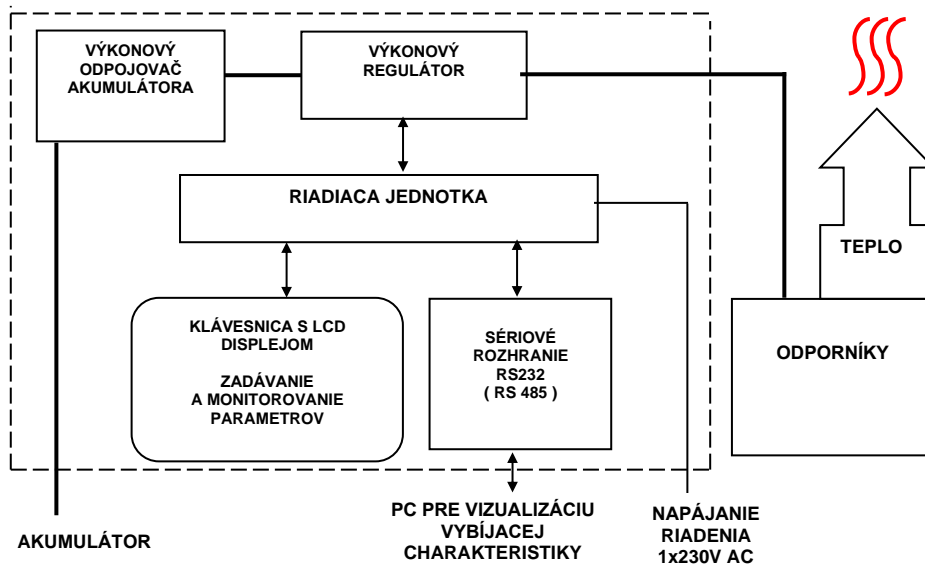 VÝKONOVÝ
ODPOJOVAČ
AKUMULÁTORA
VÝKONOVÝ
REGULÁTOR
RIADIACA JEDNOTKA
TEPLO
KLÁVESNICA S LCD
DISPLEJOM
ZADÁVANIE
A MONITOROVANIE
PARAMETROV
SÉRIOVÉ
ROZHRANIE
RS232
( RS 485 )
ODPORNÍKY
AKUMULÁTOR
PC PRE VIZUALIZÁCIU
VYBÍJACEJ
CHARAKTERISTIKY
NAPÁJANIE
RIADENIA
1x230V AC